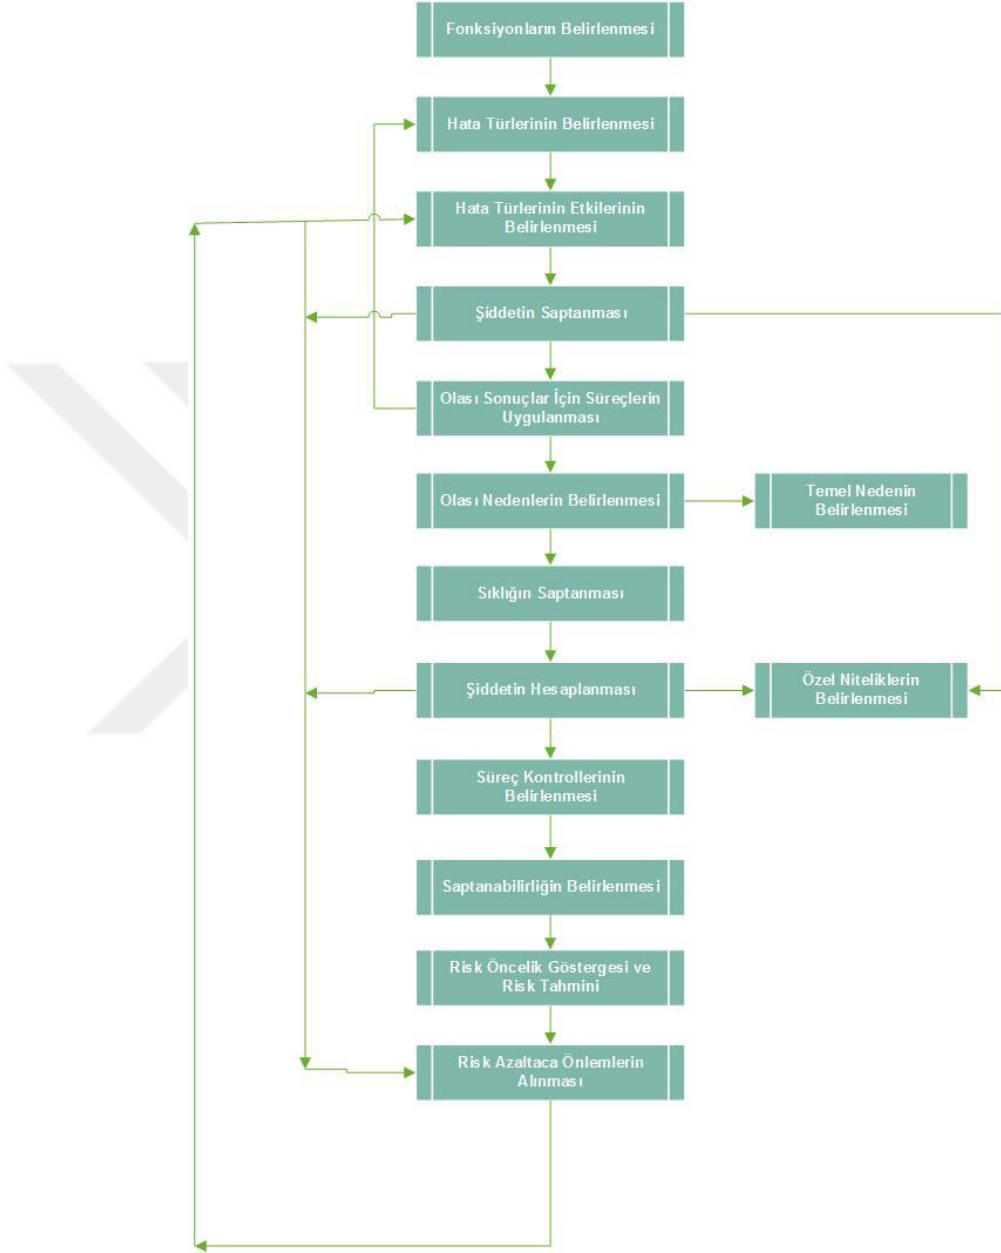 Fonksiyonların Belirlenmesi
Hata Türlerinin Belirlenmesi
Hata Türlerinin Etkilerinin
Belirlenmesi
Şiddetin Saptanması
Olası Sonuçlar İçin Süreçlerin
Uygulanması
Olası Nedenlerin Belirlenmesi
Temel Nedenin
Belirlenmesi
Sıklığın Saptanması
Şiddetin Hesaplanması
Özel Niteliklerin
Belirlenmesi
Süreç Kontrollerinin
Belirlenmesi
Saptanabilirliğin Belirlenmesi
Risk Öncelik Göstergesi ve
Risk Tahmini
Risk Azaltaca Önlemlerin
Alınması